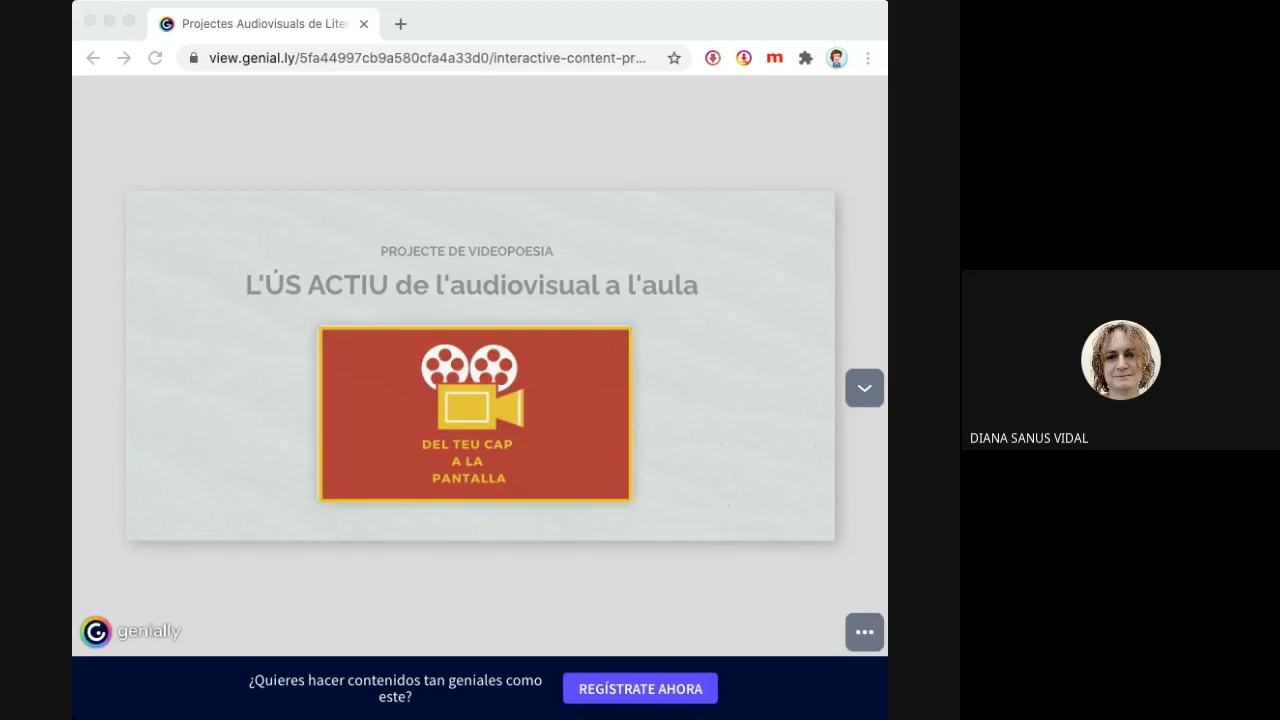 Projectes Audiovisuals de Liter
view.genial.ly/5fa44997cb9a580cfa4a33d0/interactive-content-pr...
m
PROJECTE DE VIDEOPOESIA
L'ÚS ACTIU de l'audiovisual a l'aula
DEL TEU CAP
A LA
PANTALLA
DIANA SANUS VIDAL
genially
¿Quieres hacer contenidos tan geniales como
este?
REGÍSTRATE AHORA